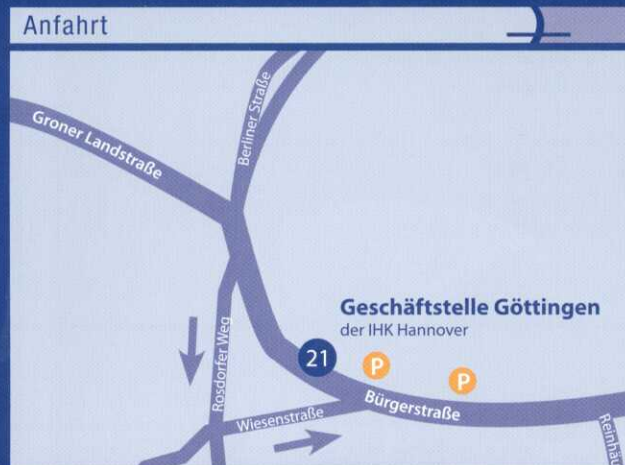 Anfahrt
Groner Landstraße
Berliner Straße
Geschäftstelle Göttingen
der IHK Hannover
21
P
P
Rosdorfer Weg
Bürgerstraße
Wiesenstraße